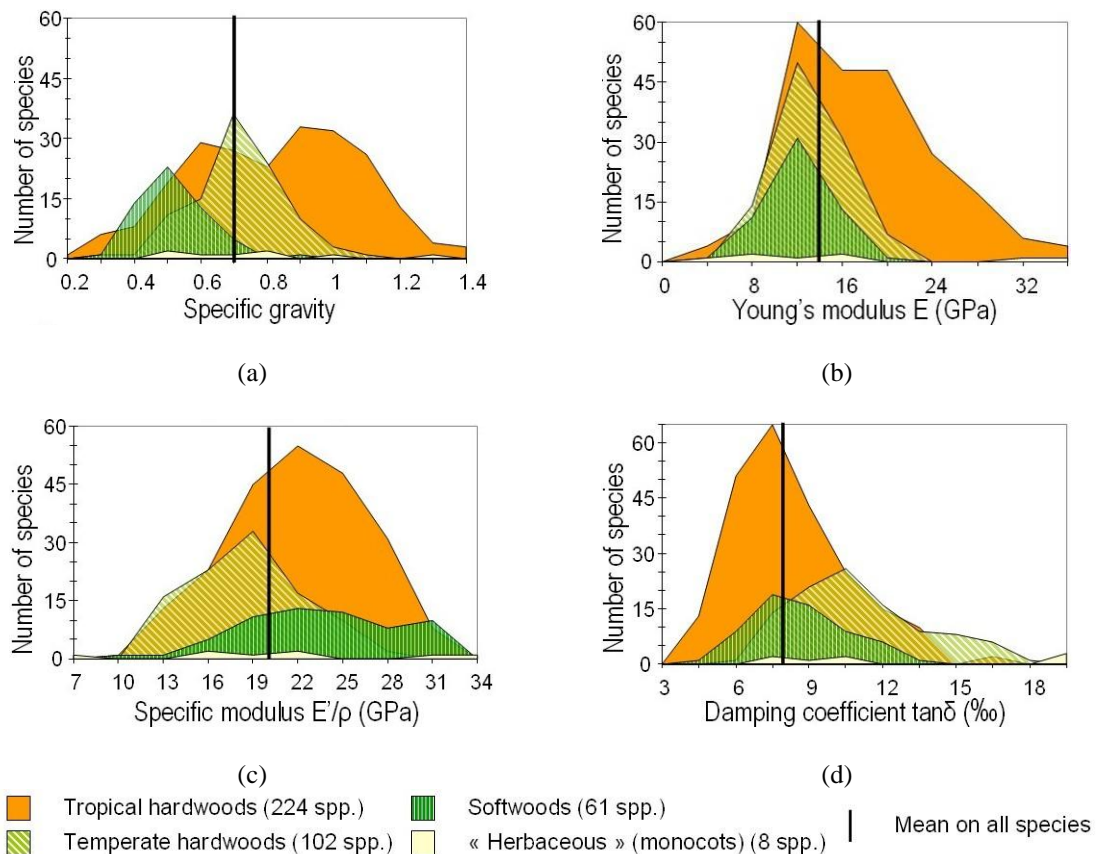 60
45
30
15
0
Number of species
0.2 0.4 0.6 0.8 1 1.2 1.4
Specific gravity
(a)
60
45
30
15
0
Number of species
0 8 16 24 32
Young's modulus E (GPa)
(b)
60
45
30
15
0
Number of species
7 10 13 16 19 22 25 28 31 34
Specific modulus E'/ρ (GPa)
(c)
60
45
30
15
0
Number of species
3 6 9 12 15 18
Damping coefficient tanδ (‰)
(d)
Tropical hardwoods (224 spp.)
Softwoods (61 spp.)
Temperate hardwoods (102 spp.)
« Herbaceous » (monocots) (8 spp.)
Mean on all species